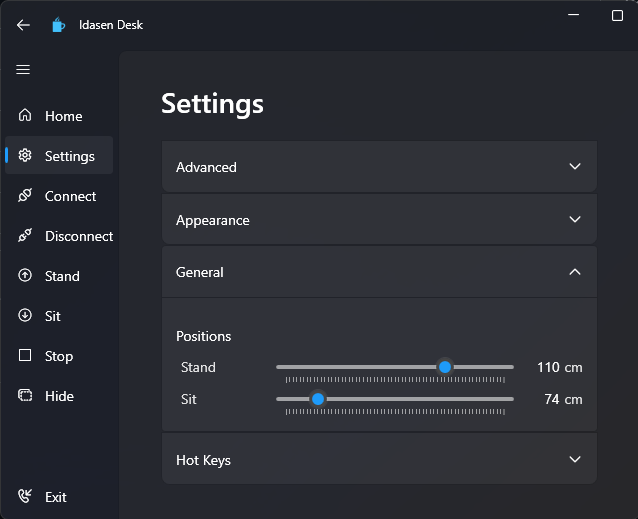 Idasen Desk
Home
Settings
Connect
Disconnect
Stand
Sit
Stop
Hide
Exit
Settings
Advanced
Appearance
General
Positions
Stand 110 cm
Sit 74 cm
Hot Keys